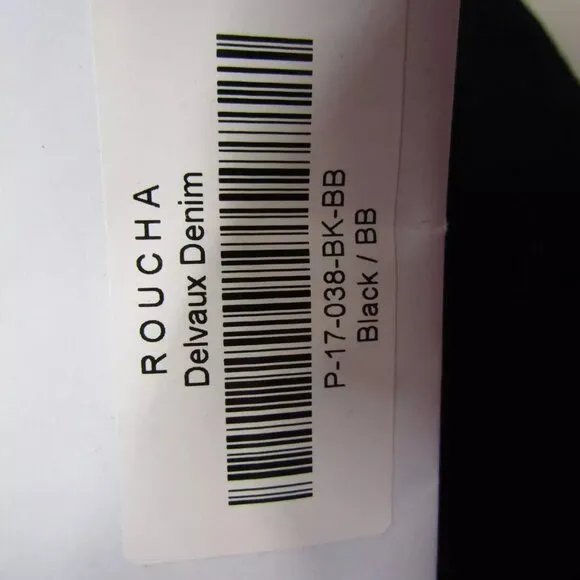 ROUCHA
Delvaux Denim
P-17-038-BK-BB
Black / BB